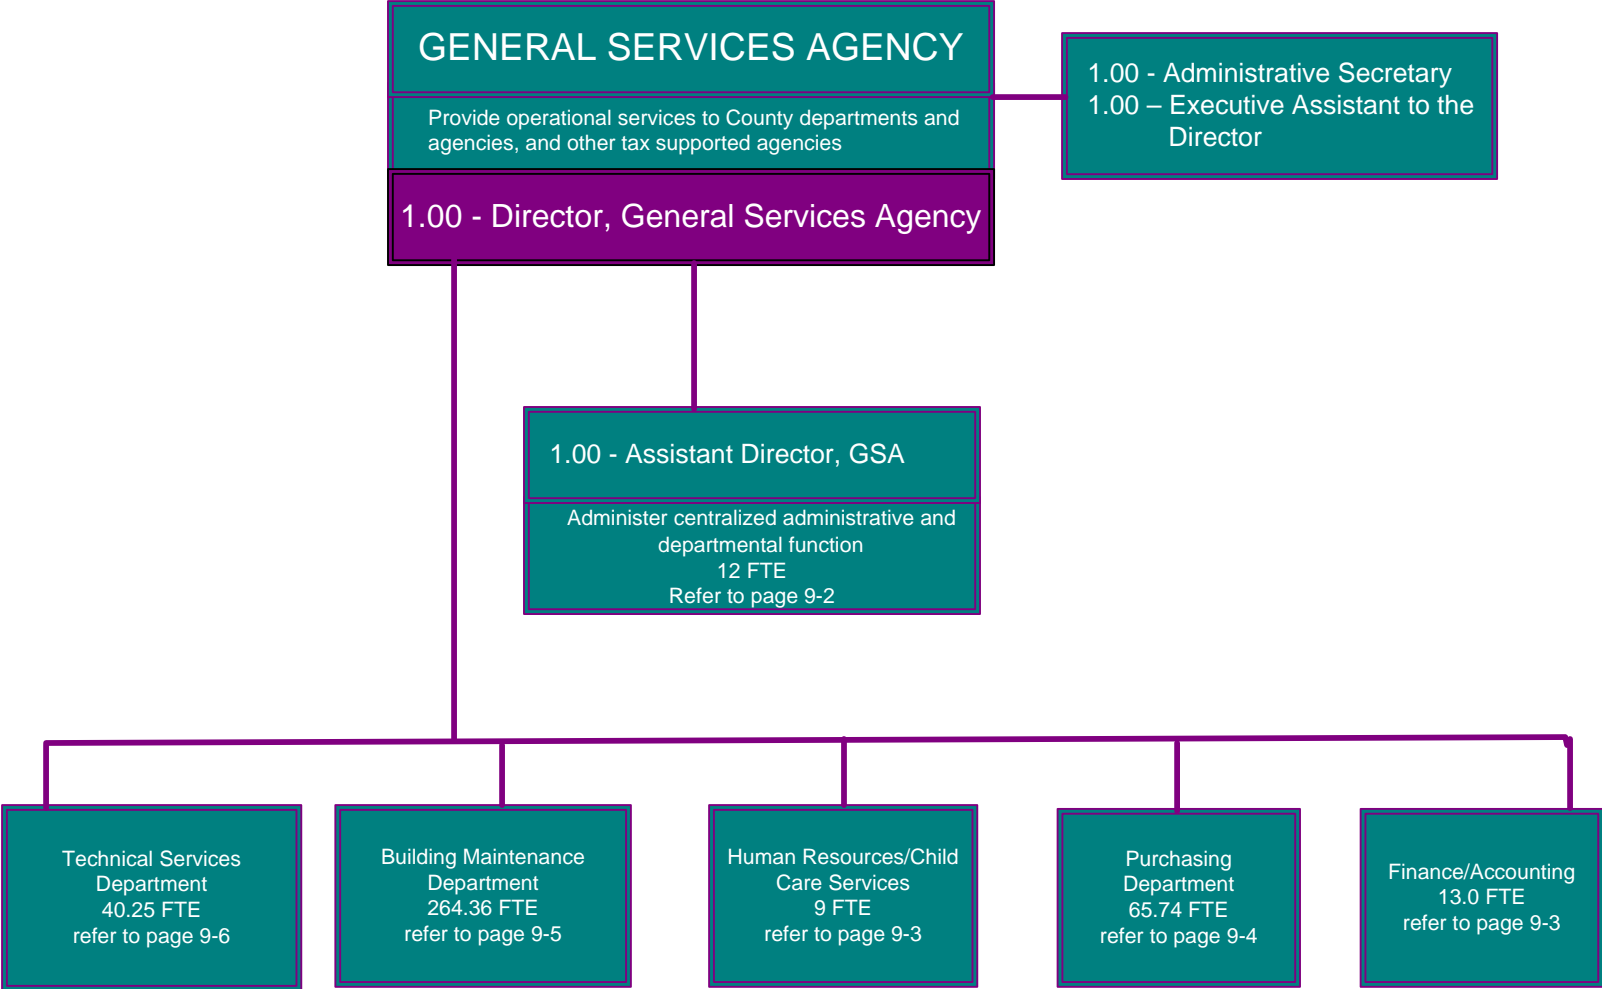 GENERAL SERVICES AGENCY
Provide operational services to County departments and
agencies, and other tax supported agencies
1.00 - Director, General Services Agency
1.00 - Administrative Secretary
1.00 – Executive Assistant to the
Director
1.00 - Assistant Director, GSA
Administer centralized administrative and
departmental function
12 FTE
Refer to page 9-2
Technical Services
Department
40.25 FTE
refer to page 9-6
Building Maintenance
Department
264.36 FTE
refer to page 9-5
Human Resources/Child
Care Services
9 FTE
refer to page 9-3
Purchasing
Department
65.74 FTE
refer to page 9-4
Finance/Accounting
13.0 FTE
refer to page 9-3